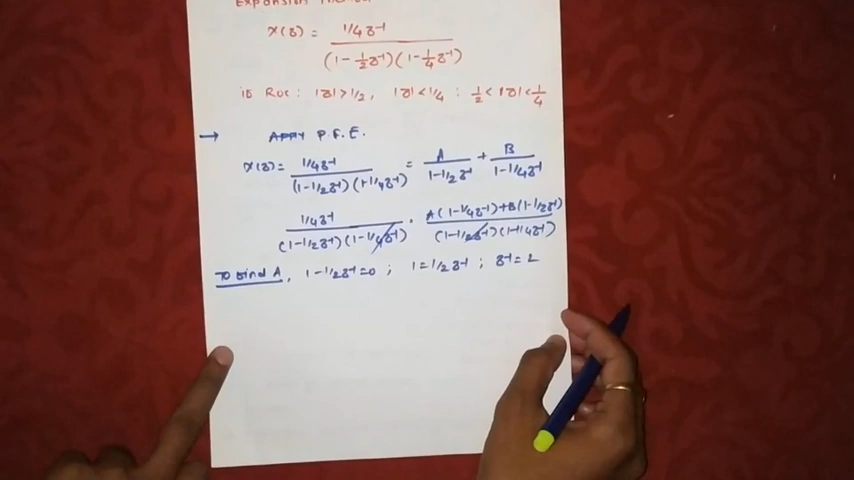 Expansion
x(z) = 1/4 z⁻¹ / (1 - 1/2 z⁻¹)(1 - 1/4 z⁻¹)
is ROC : |z| > 1/2, |z| < 1/4 : 1/2 < |z| < 1/4
→ APPY P.F.E.
x(z) = 1/4 z⁻¹ / (1 - 1/2 z⁻¹)(1 - 1/4 z⁻¹) = A / 1 - 1/2 z⁻¹ + B / 1 - 1/4 z⁻¹
1/4 z⁻¹ / (1 - 1/2 z⁻¹)(1 - 1/4 z⁻¹) = A(1 - 1/4 z⁻¹) + B(1 - 1/2 z⁻¹) / (1 - 1/2 z⁻¹)(1 - 1/4 z⁻¹)
To find A, 1 - 1/2 z⁻¹ = 0 ; 1 = 1/2 z⁻¹ ; z⁻¹ = 2